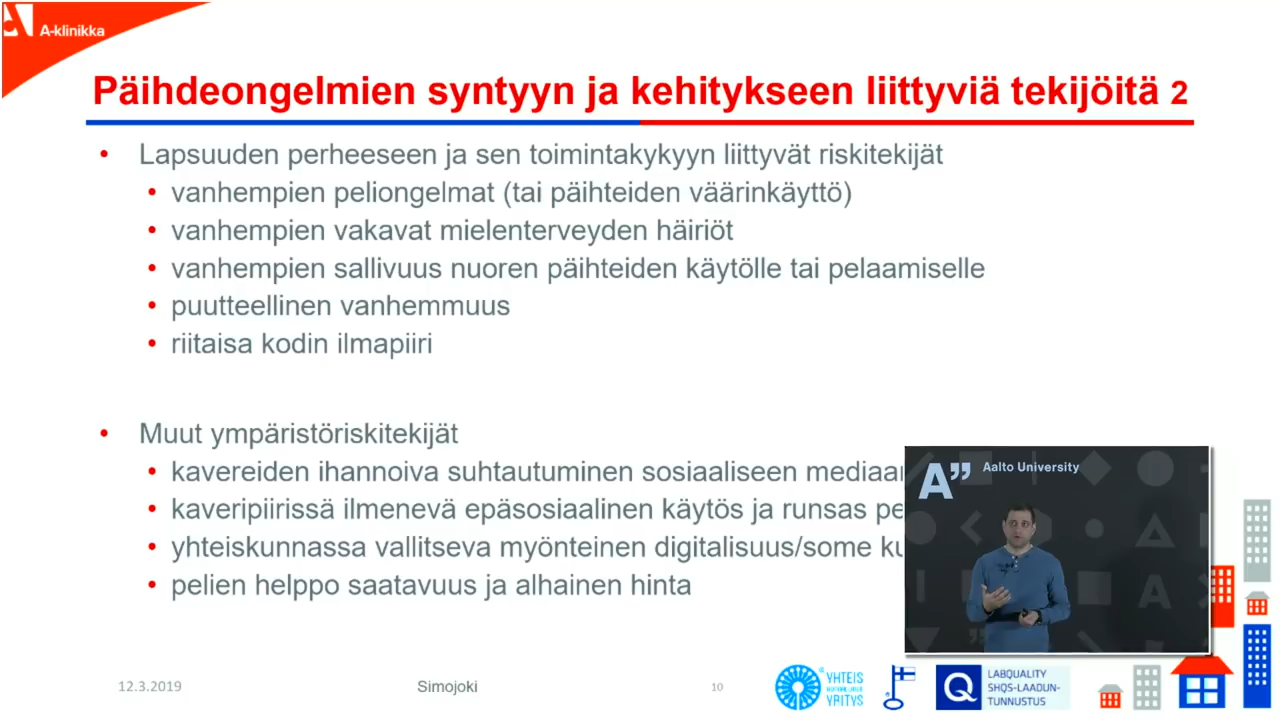 A-klinikka
Päihdeongelmien syntyyn ja kehitykseen liittyviä tekijöitä 2
• Lapsuuden perheeseen ja sen toimintakykyyn liittyvät riskitekijät
• vanhempien peliongelmat (tai päihteiden väärinkäyttö)
• vanhempien vakavat mielenterveyden häiriöt
• vanhempien sallivuus nuoren päihteiden käytölle tai pelaamiselle
• puutteellinen vanhemmuus
• riitaisa kodin ilmapiiri
• Muut ympäristöriskitekijät
• kavereiden ihannoiva suhtautuminen sosiaaliseen
• kaveripiirissä ilmenevä epäsosiaalinen käytös ja runsas
• yhteiskunnassa vallitseva myönteinen digitalisuus/some
• pelien helppo saatavuus ja alhainen hinta
A” Aalto University
12.3.2019
Simojoki
10
YHTEIS
YRITYS
Q
LABQUALITY
SHQS-LAADUN-
TUNNUSTUS